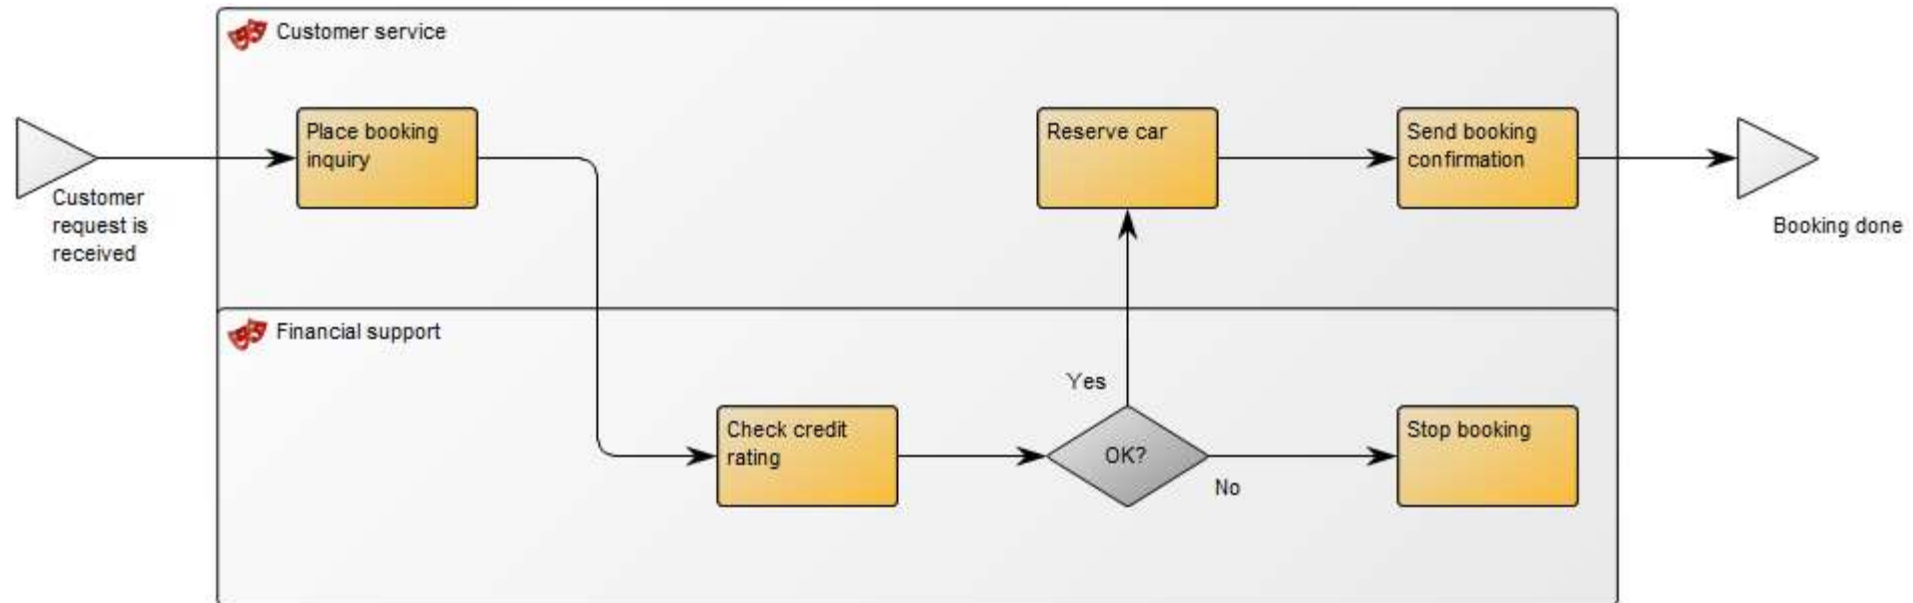 Customer service
Place booking
inquiry
Reserve car
Send booking
confirmation
Customer
request is
received
Booking done
Financial support
Yes
Check credit
rating
OK?
No
Stop booking